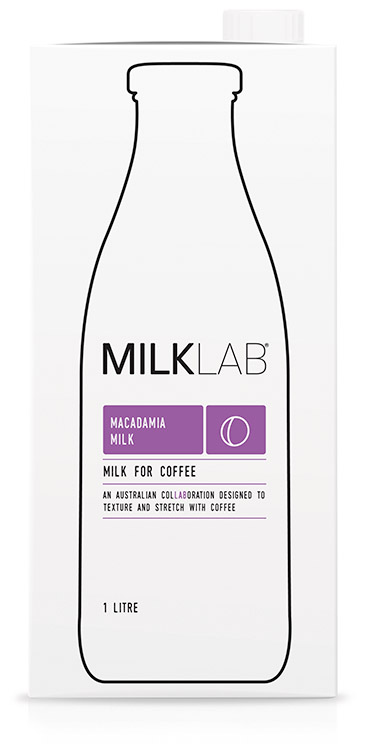 MILKLAB®
MACADAMIA
MILK
MILK FOR COFFEE
AN AUSTRALIAN COLLABORATION DESIGNED TO
TEXTURE AND STRETCH WITH COFFEE
1 LITRE